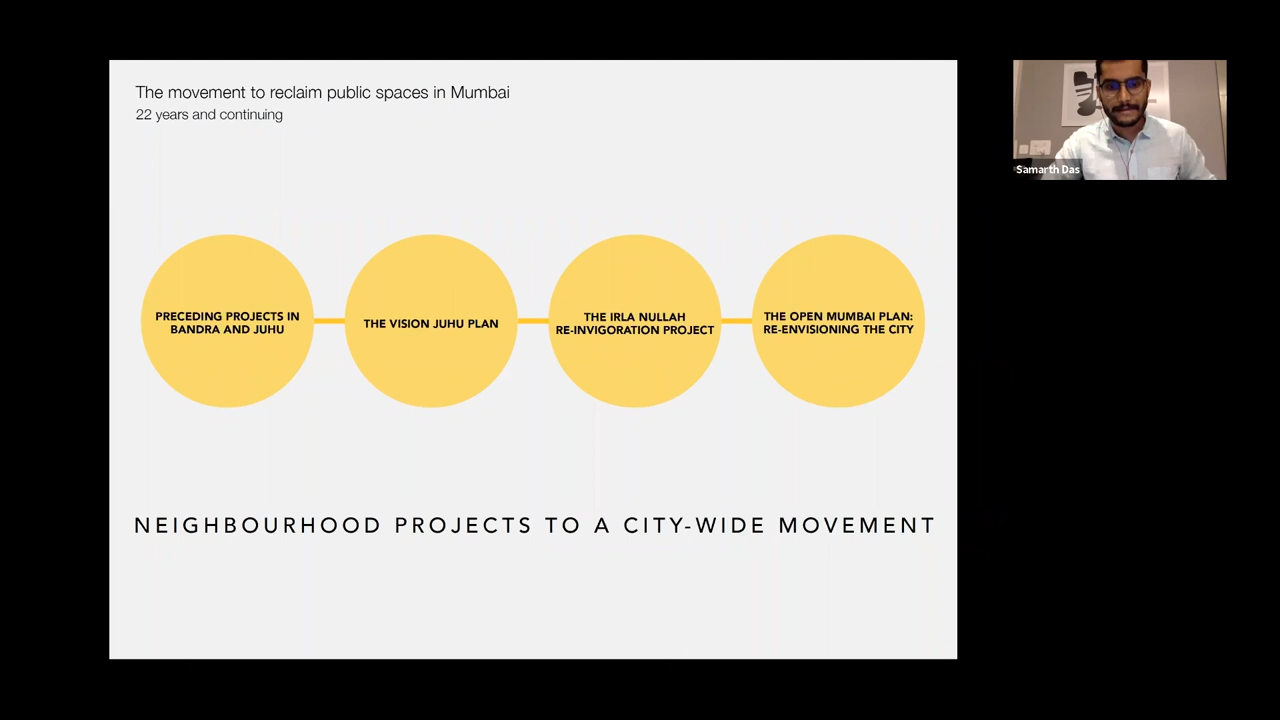 The movement to reclaim public spaces in Mumbai
22 years and continuing
PRECEDING PROJECTS IN
BANDRA AND JUHU
THE VISION JUHU PLAN
THE IRLA NULLAH
RE-INVIGORATION PROJECT
THE OPEN MUMBAI PLAN:
RE-ENVISIONING THE CITY
NEIGHBOURHOOD PROJECTS TO A CITY-WIDE MOVEMENT
Samarth Das